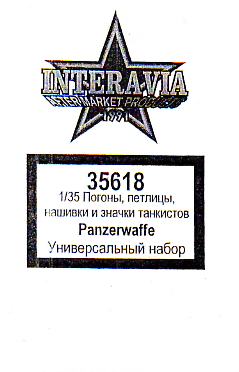 INTERAVIA
AFTERMARKET PRODUCTS
1991
35618
1/35 Погоны, петлицы,
нашивки и значки танкистов
Panzerwaffe
Универсальный набор